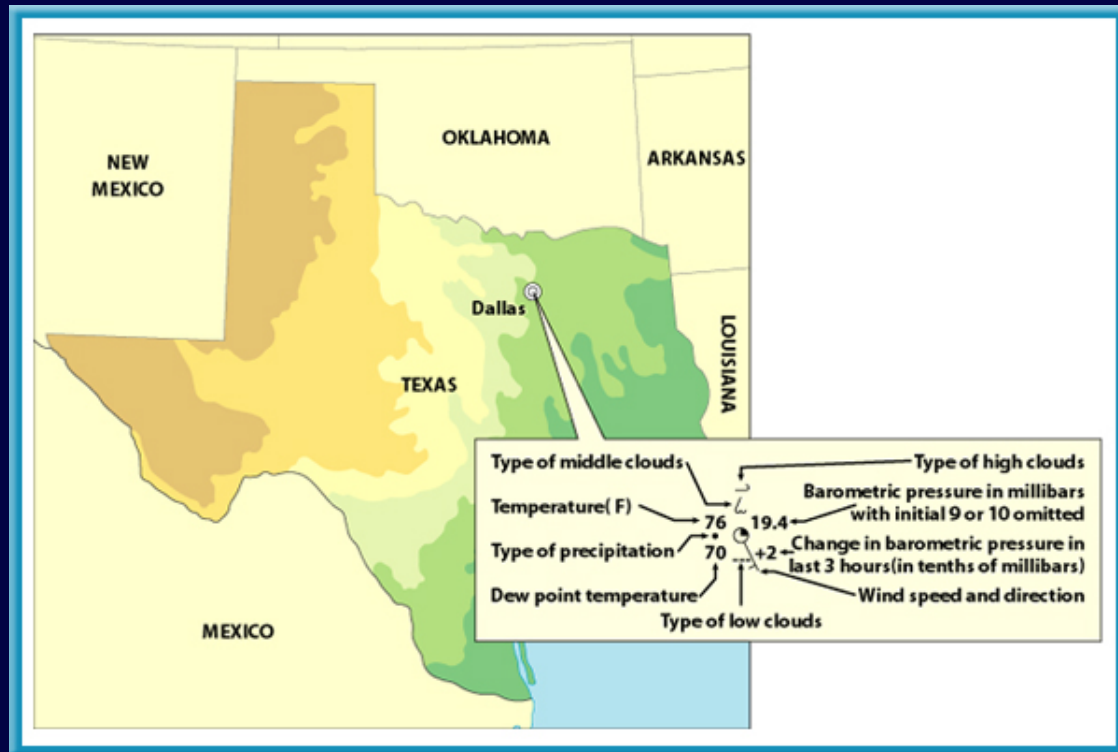 OKLAHOMA
ARKANSAS
NEW
MEXICO
Dallas
TEXAS
LOUISIANA
MEXICO
Type of middle clouds
Type of high clouds
Temperature( F)
76
19.4
Barometric pressure in millibars
with initial 9 or 10 omitted
Type of precipitation
70
+2
Change in barometric pressure in
last 3 hours(in tenths of millibars)
Dew point temperature
Wind speed and direction
Type of low clouds